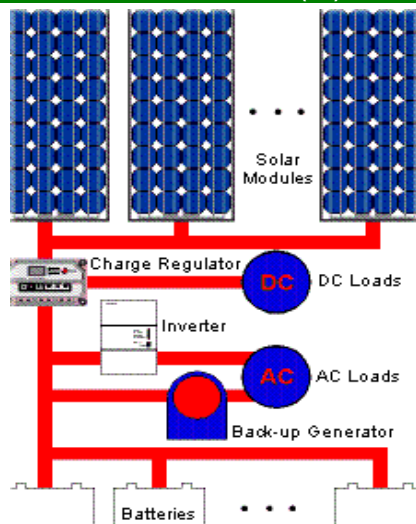 Solar
Modules
Charge Regulator
DC
DC Loads
Inverter
AC
AC Loads
Back-up Generator
Batteries